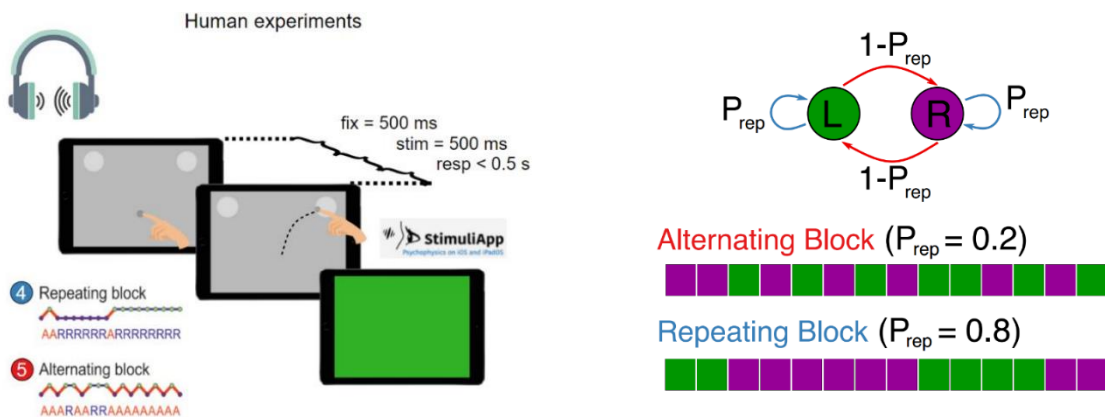 Human experiments
fix = 500 ms
stim = 500 ms
resp < 0.5 s
StimuliApp
Psychophysics on iOS and iPadOS
4 Repeating block
AARRRRRRARRRRRRRR
5 Alternating block
AAARAARRAAAAAAAAA
1-Prep
Prep
L
R
Prep
1-Prep
Alternating Block (Prep = 0.2)
Repeating Block (Prep = 0.8)